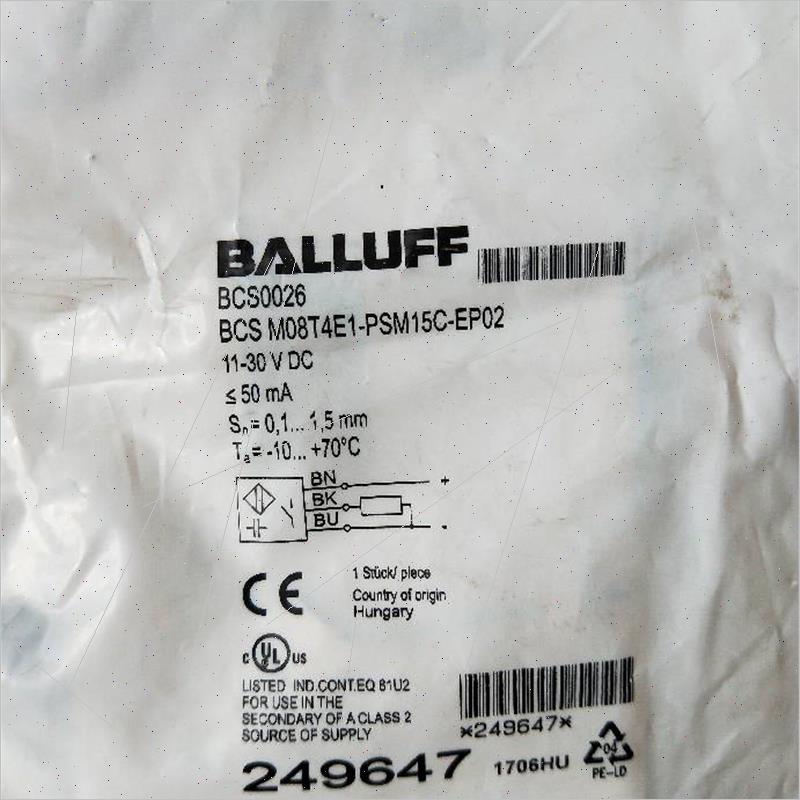 BALLUFF
BCS0026
BCS M08T4E1-PSM15C-EP02
11-30 V DC
≤ 50 mA
Sn= 0,1... 1,5 mm
Ta= -10... +70°C
BN +
BK
BU -
CE
1 Stück/ piece
Country of origin
Hungary
c UL US
LISTED IND.CONT.EQ 81U2
FOR USE IN THE
SECONDARY OF A CLASS 2
SOURCE OF SUPPLY
*249647*
249647 1706HU
04
PE-LD